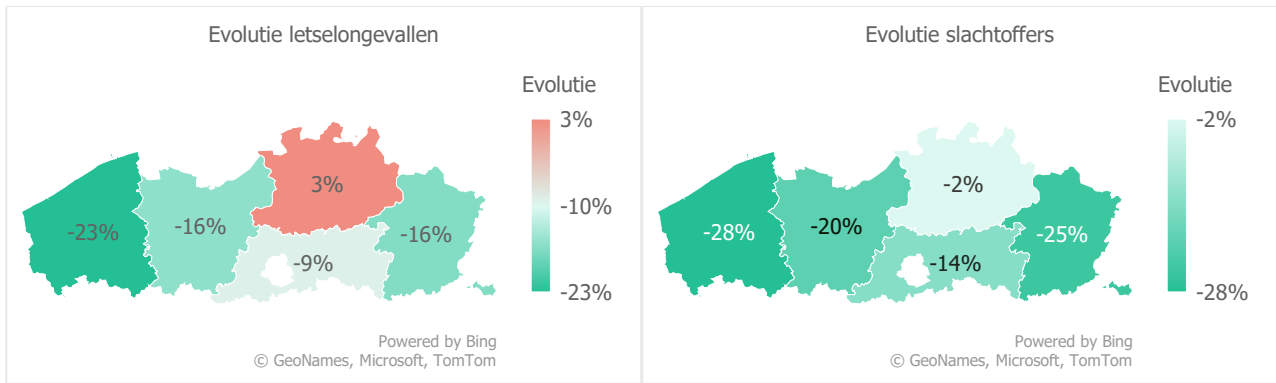 Evolutie letselongevallen
Evolutie
3%
-10%
-23%
3%
-23%
-16%
-16%
-9%
Powered by Bing
© GeoNames, Microsoft, TomTom
Evolutie slachtoffers
Evolutie
-2%
-28%
-2%
-28%
-20%
-25%
-14%
Powered by Bing
© GeoNames, Microsoft, TomTom